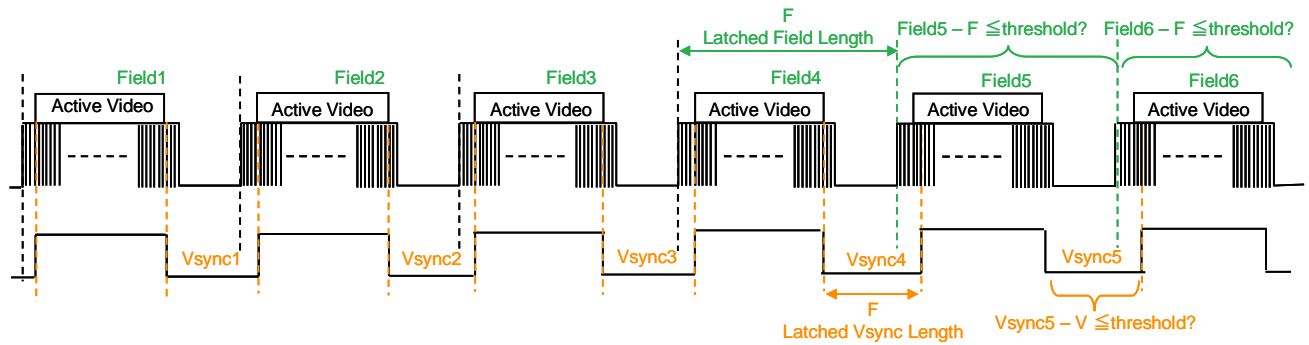 F
Latched Field Length
Field5 – F ≦threshold?
Field6 – F ≦threshold?
Field1
Field2
Field3
Field4
Field5
Field6
Active Video
Active Video
Active Video
Active Video
Active Video
Active Video
Vsync1
Vsync2
Vsync3
Vsync4
Vsync5
F
Latched Vsync Length
Vsync5 – V ≦threshold?